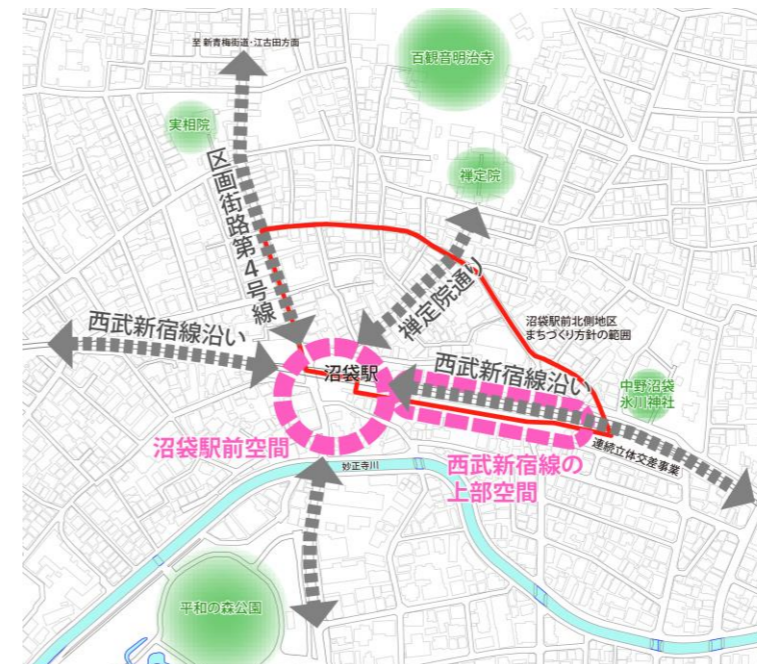 至 新青梅街道・江古田方面
百観音明治寺
実相院
禅定院
区画街路第4号線
禅定院通り
沼袋駅前北側地区
まちづくり方針の範囲
西武新宿線沿い
沼袋駅
西武新宿線沿い
中野沼袋
氷川神社
沼袋駅前空間
連続立体交差事業
西武新宿線の
上部空間
妙正寺川
平和の森公園